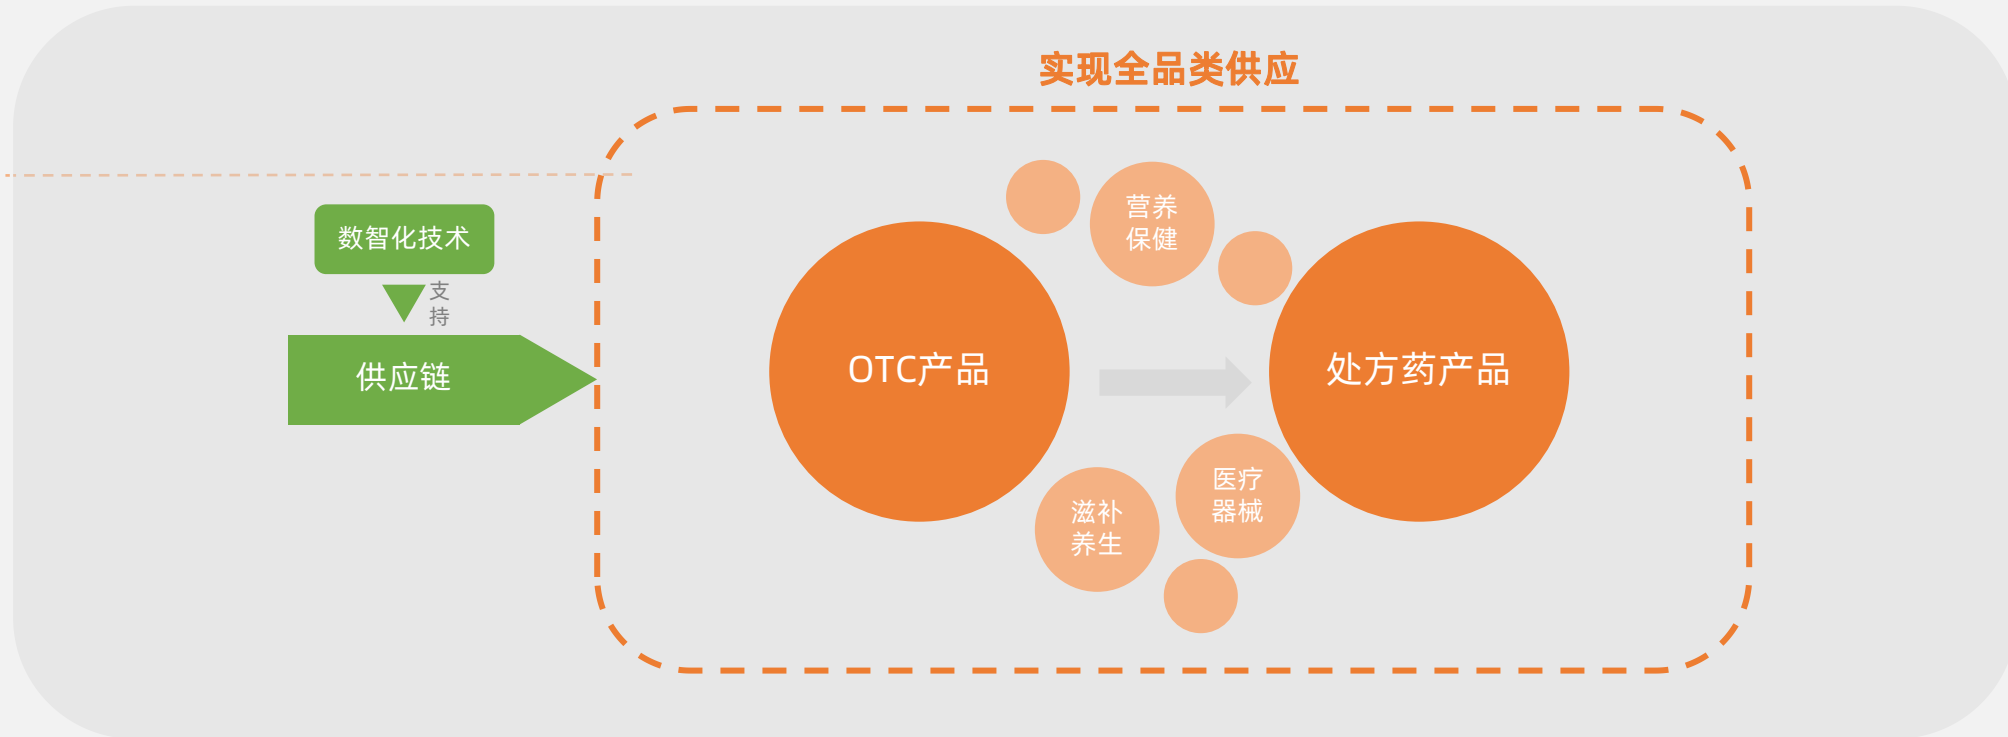 实现全品类供应
数智化技术
支
持
供应链
营养
保健
OTC产品
处方药产品
滋补
养生
医疗
器械